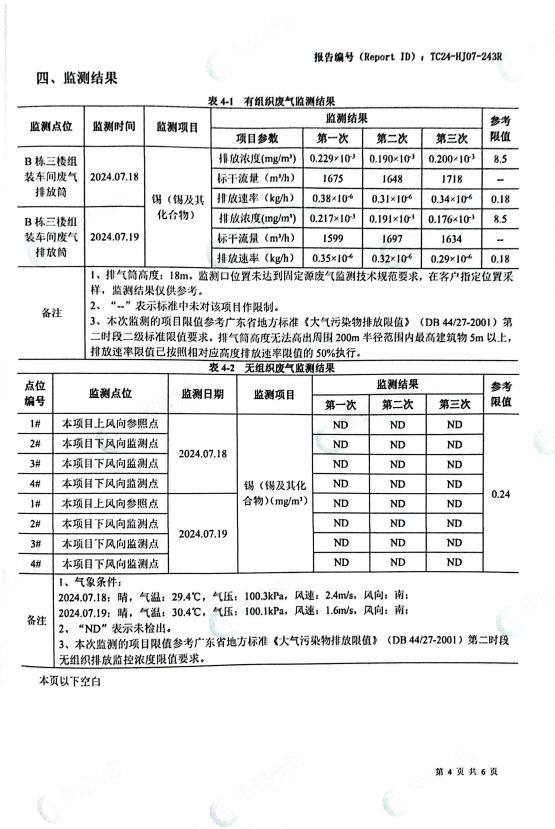 报告编号（Report ID）：TC24-HJ07-243R
四、监测结果
表 4-1 有组织废气监测结果
监测点位 监测时间 监测项目 监测结果 参考限值
项目参数 第一次 第二次 第三次
B 栋三楼组装车间废气排放筒 2024.07.18 锡（锡及其化合物） 排放浓度(mg/m³) 0.229×10⁻³ 0.190×10⁻³ 0.200×10⁻³ 8.5
标干流量（m³/h） 1675 1648 1718 --
排放速率（kg/h） 0.38×10⁻⁶ 0.31×10⁻⁶ 0.34×10⁻⁶ 0.18
B 栋三楼组装车间废气排放筒 2024.07.19 排放浓度(mg/m³) 0.217×10⁻³ 0.191×10⁻³ 0.176×10⁻³ 8.5
标干流量（m³/h） 1599 1697 1634 --
排放速率（kg/h） 0.35×10⁻⁶ 0.32×10⁻⁶ 0.29×10⁻⁶ 0.18
备注
1、排气筒高度：18m。监测口位置未达到固定源废气监测技术规范要求，在客户指定位置采
样，监测结果仅供参考。
2、“--”表示标准中未对该项目作限制。
3、本次监测的项目限值参考广东省地方标准《大气污染物排放限值》（DB 44/27-2001）第
二时段二级标准限值要求。排气筒高度无法高出周围 200m 半径范围内最高建筑物 5m 以上，
排放速率限值已按照相对应高度排放速率限值的 50%执行。
表 4-2 无组织废气监测结果
点位编号 监测点位 监测日期 监测项目 监测结果 参考限值
第一次 第二次 第三次
1# 本项目上风向参照点 2024.07.18 锡（锡及其化合物）(mg/m³) ND ND ND 0.24
2# 本项目下风向监测点 ND ND ND
3# 本项目下风向监测点 ND ND ND
4# 本项目下风向监测点 ND ND ND
1# 本项目上风向参照点 2024.07.19 ND ND ND
2# 本项目下风向监测点 ND ND ND
3# 本项目下风向监测点 ND ND ND
4# 本项目下风向监测点 ND ND ND
备注
1、气象条件：
2024.07.18：晴，气温：29.4℃，气压：100.3kPa，风速：2.4m/s，风向：南；
2024.07.19：晴，气温：30.4℃，气压：100.1kPa，风速：1.6m/s，风向：南；
2、“ND”表示未检出。
3、本次监测的项目限值参考广东省地方标准《大气污染物排放限值》（DB 44/27-2001）第二时段
无组织排放监控浓度限值要求。
本页以下空白
第 4 页 共 6 页